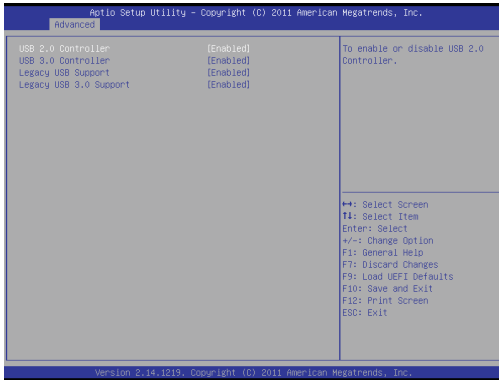 Aptio Setup Utility – Copyright (C) 2011 American Megatrends, Inc.
Advanced
USB 2.0 Controller [Enabled]
USB 3.0 Controller [Enabled]
Legacy USB Support [Enabled]
Legacy USB 3.0 Support [Enabled]
To enable or disable USB 2.0
Controller.
↔: Select Screen
↑↓: Select Item
Enter: Select
+/-: Change Option
F1: General Help
F7: Discard Changes
F9: Load UEFI Defaults
F10: Save and Exit
F12: Print Screen
ESC: Exit
Version 2.14.1219. Copyright (C) 2011 American Megatrends, Inc.